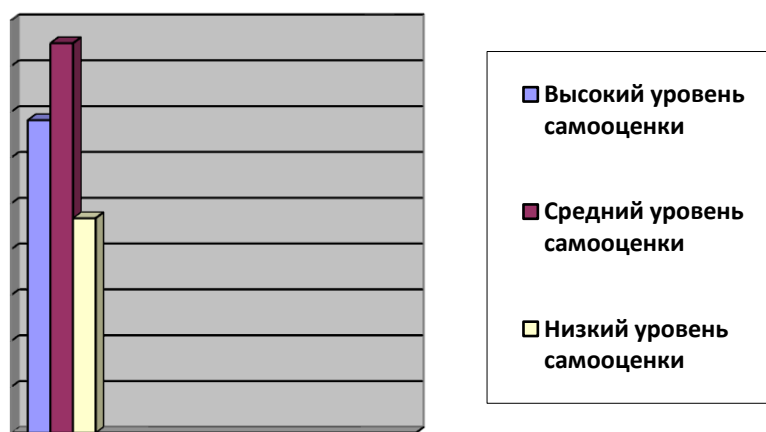 Высокий уровень
самооценки
Средний уровень
самооценки
Низкий уровень
самооценки